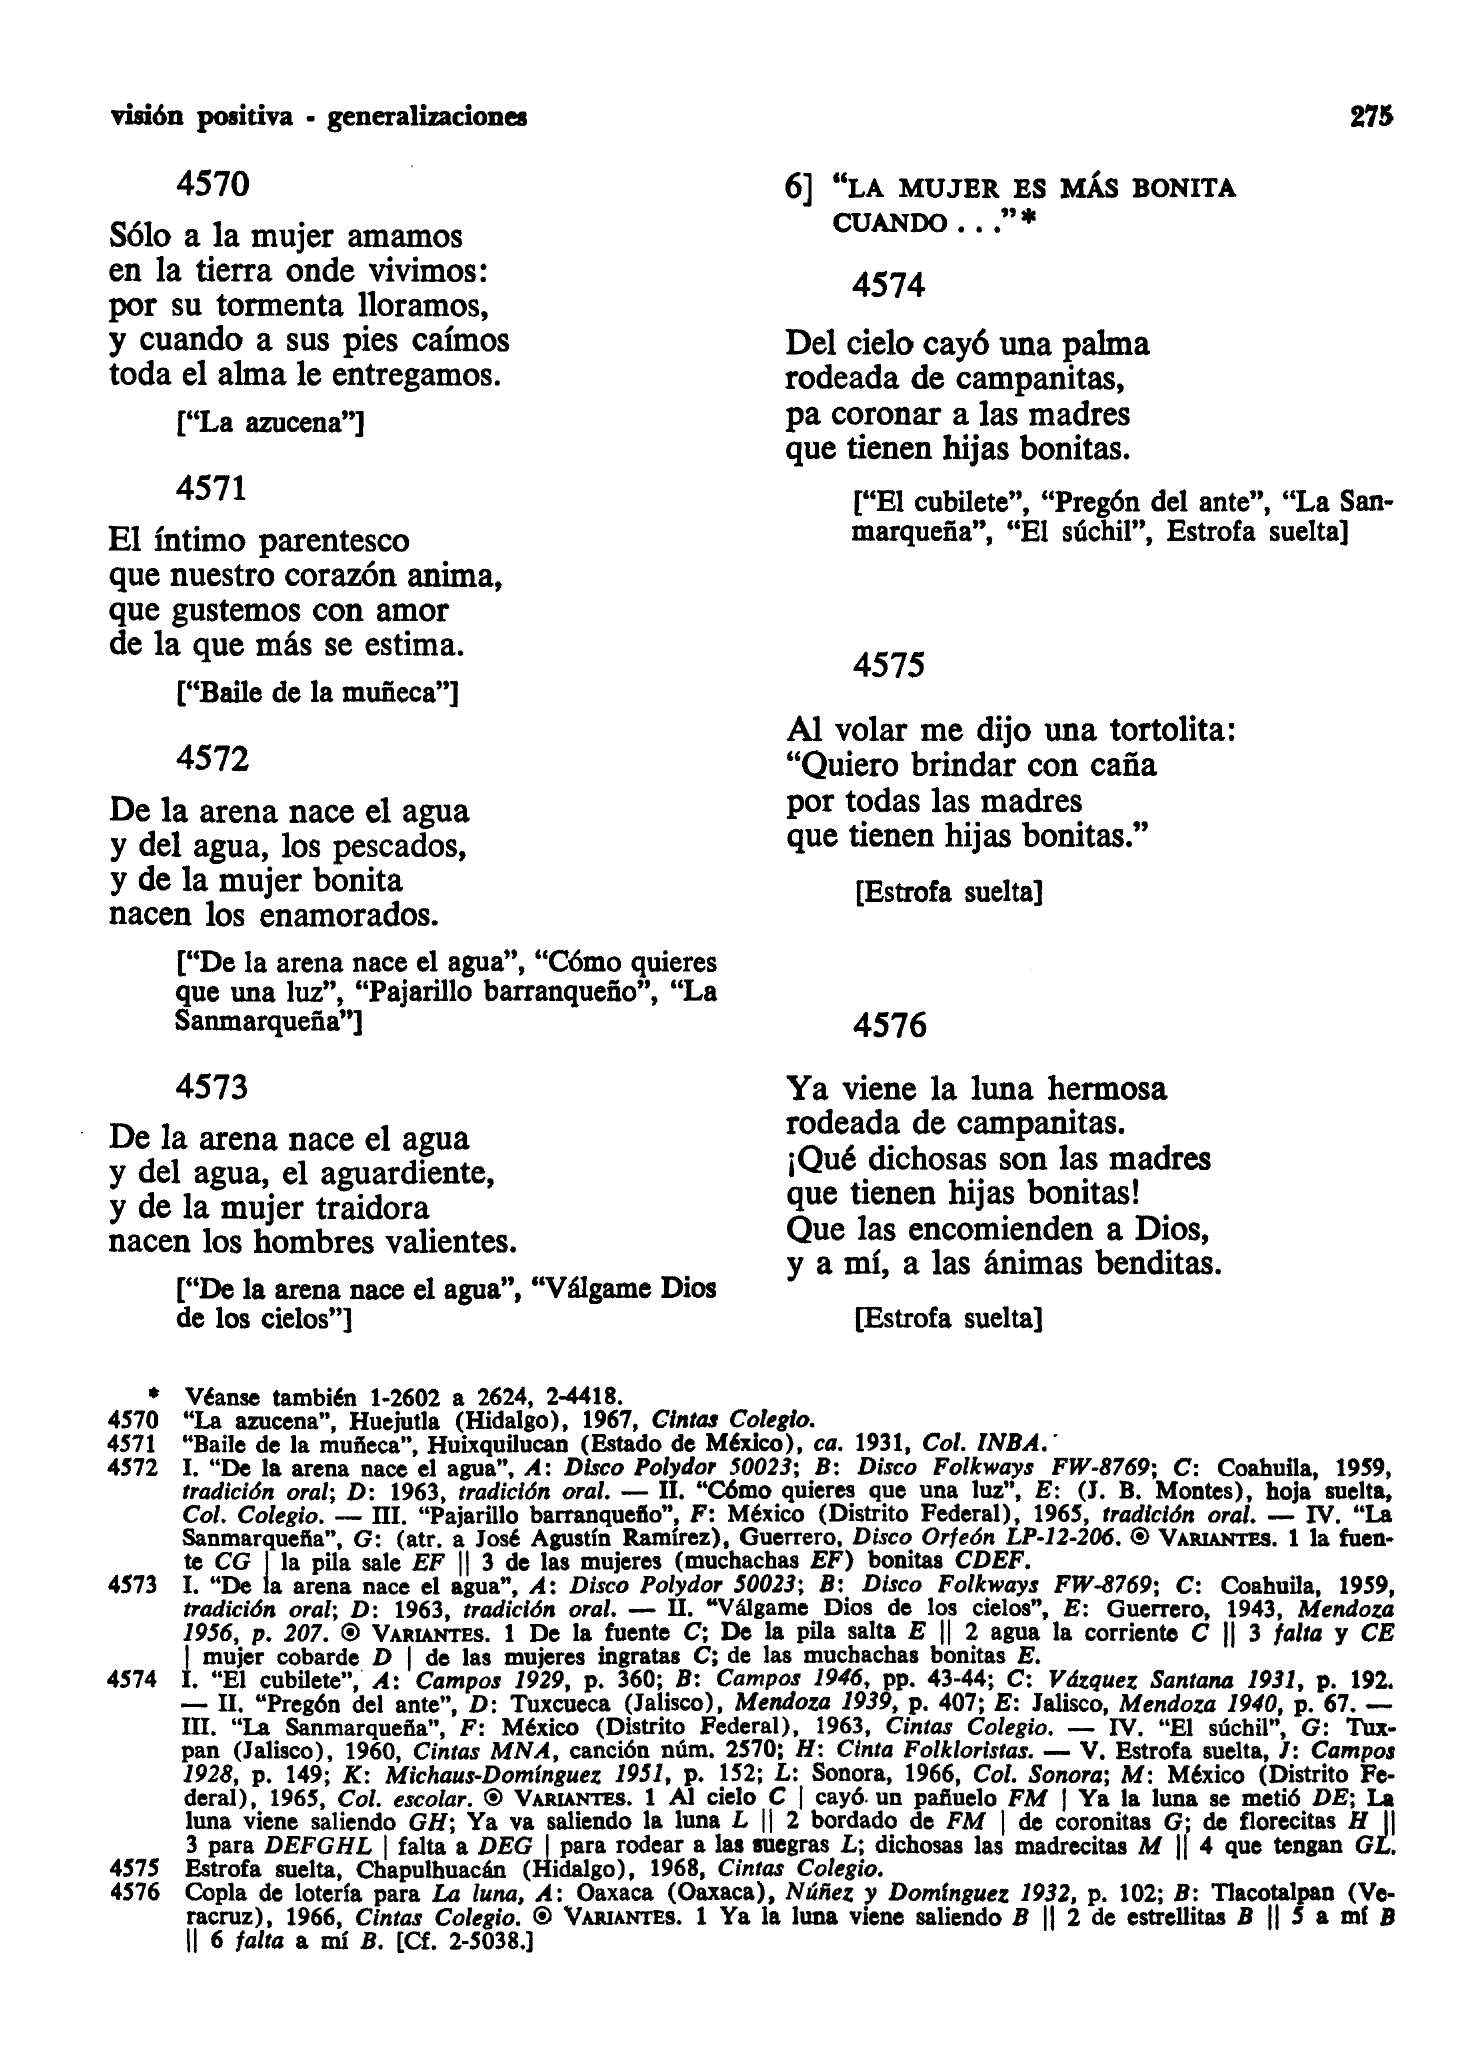 visión positiva - generalizaciones
275
4570
Sólo a la mujer amamos
en la tierra onde vivimos:
por su tormenta lloramos,
y cuando a sus pies caímos
toda el alma le entregamos.
[“La azucena”]
4571
El íntimo parentesco
que nuestro corazón anima,
que gustemos con amor
de la que más se estima.
[“Baile de la muñeca”]
4572
De la arena nace el agua
y del agua, los pescados,
y de la mujer bonita
nacen los enamorados.
[“De la arena nace el agua”, “Cómo quieres
que una luz”, “Pajarillo barranqueño”, “La
Sanmarqueña”]
4573
De la arena nace el agua
y del agua, el aguardiente,
y de la mujer traidora
nacen los hombres valientes.
[“De la arena nace el agua”, “Válgame Dios
de los cielos”]
6] “LA MUJER ES MÁS BONITA
CUANDO . . .”*
4574
Del cielo cayó una palma
rodeada de campanitas,
pa coronar a las madres
que tienen hijas bonitas.
[“El cubilete”, “Pregón del ante”, “La San-
marqueña”, “El súchil”, Estrofa suelta]
4575
Al volar me dijo una tortolita:
“Quiero brindar con caña
por todas las madres
que tienen hijas bonitas.”
[Estrofa suelta]
4576
Ya viene la luna hermosa
rodeada de campanitas.
¡Qué dichosas son las madres
que tienen hijas bonitas!
Que las encomienden a Dios,
y a mí, a las ánimas benditas.
[Estrofa suelta]
* Véanse también 1-2602 a 2624, 2-4418.
4570 “La azucena”, Huejutla (Hidalgo), 1967, Cintas Colegio.
4571 “Baile de la muñeca”, Huixquilucan (Estado de México), ca. 1931, Col. INBA.
4572 I. “De la arena nace el agua”, A: Disco Polydor 50023; B: Disco Folkways FW-8769; C: Coahuila, 1959,
tradición oral; D: 1963, tradición oral. — II. “Cómo quieres que una luz”, E: (J. B. Montes), hoja suelta,
Col. Colegio. — III. “Pajarillo barranqueño”, F: México (Distrito Federal), 1965, tradición oral. — IV. “La
Sanmarqueña”, G: (atr. a José Agustín Ramírez), Guerrero, Disco Orfeón LP-12-206. ⊙ VARIANTES. 1 la fuen-
te CG | la pila sale EF || 3 de las mujeres (muchachas EF) bonitas CDEF.
4573 I. “De la arena nace el agua”, A: Disco Polydor 50023; B: Disco Folkways FW-8769; C: Coahuila, 1959,
tradición oral; D: 1963, tradición oral. — II. “Válgame Dios de los cielos”, E: Guerrero, 1943, Mendoza
1956, p. 207. ⊙ VARIANTES. 1 De la fuente C; De la pila salta E || 2 agua la corriente C || 3 falta y CE
| mujer cobarde D | de las mujeres ingratas C; de las muchachas bonitas E.
4574 I. “El cubilete”, A: Campos 1929, p. 360; B: Campos 1946, pp. 43-44; C: Vázquez Santana 1931, p. 192.
— II. “Pregón del ante”, D: Tuxcueca (Jalisco), Mendoza 1939, p. 407; E: Jalisco, Mendoza 1940, p. 67. —
III. “La Sanmarqueña”, F: México (Distrito Federal), 1963, Cintas Colegio. — IV. “El súchil”, G: Tux-
pan (Jalisco), 1960, Cintas MNA, canción núm. 2570; H: Cinta Folkloristas. — V. Estrofa suelta, J: Campos
1928, p. 149; K: Michaus-Domínguez 1951, p. 152; L: Sonora, 1966, Col. Sonora; M: México (Distrito Fe-
deral), 1965, Col. escolar. ⊙ VARIANTES. 1 Al cielo C | cayó un pañuelo FM | Ya la luna se metió DE; La
luna viene saliendo GH; Ya va saliendo la luna L || 2 bordado de FM | de coronitas G; de florecitas H ||
3 para DEFGHL | falta a DEG | para rodear a las suegras L; dichosas las madrecitas M || 4 que tengan GL.
4575 Estrofa suelta, Chapulhuacán (Hidalgo), 1968, Cintas Colegio.
4576 Copla de lotería para La luna, A: Oaxaca (Oaxaca), Núñez y Domínguez 1932, p. 102; B: Tlacotalpan (Ve-
racruz), 1966, Cintas Colegio. ⊙ VARIANTES. 1 Ya la luna viene saliendo B || 2 de estrellitas B || 5 a mí B
|| 6 falta a mí B. [Cf. 2-5038.]